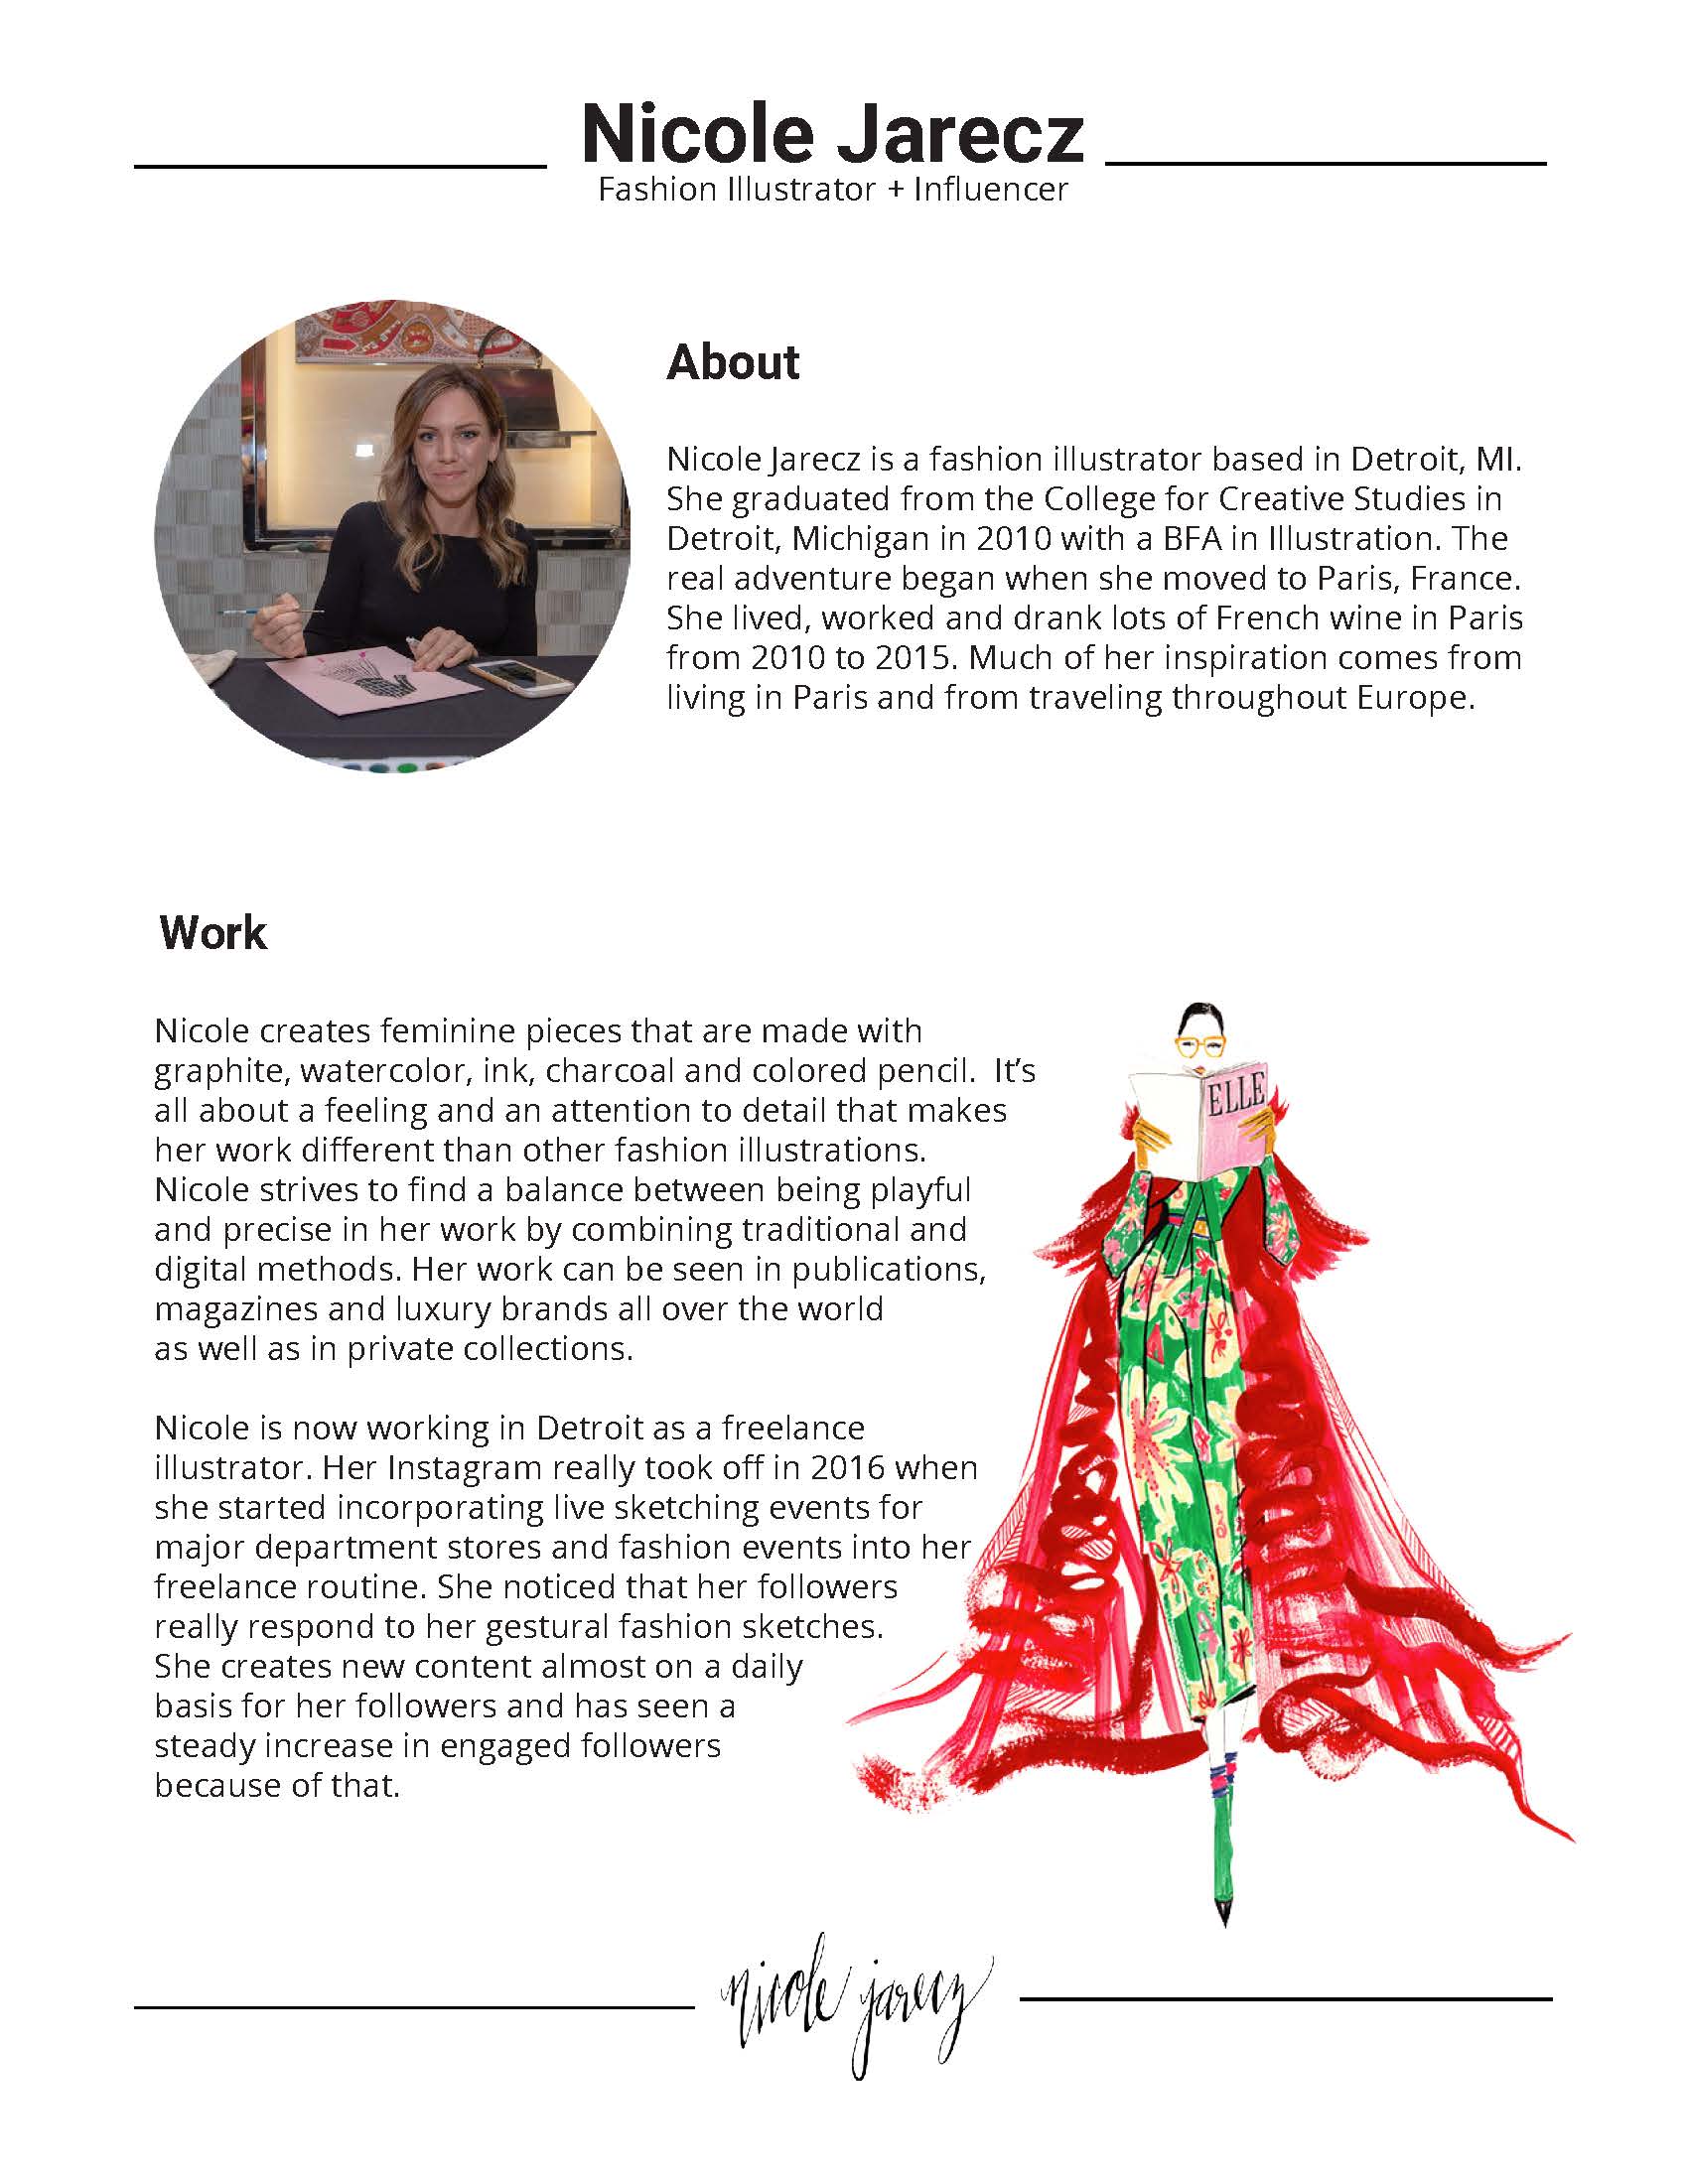 Nicole Jarecz
Fashion Illustrator + Influencer
About
Nicole Jarecz is a fashion illustrator based in Detroit, MI.
She graduated from the College for Creative Studies in
Detroit, Michigan in 2010 with a BFA in Illustration. The
real adventure began when she moved to Paris, France.
She lived, worked and drank lots of French wine in Paris
from 2010 to 2015. Much of her inspiration comes from
living in Paris and from traveling throughout Europe.
Work
Nicole creates feminine pieces that are made with
graphite, watercolor, ink, charcoal and colored pencil.  It’s
all about a feeling and an attention to detail that makes
her work different than other fashion illustrations.
Nicole strives to find a balance between being playful
and precise in her work by combining traditional and
digital methods. Her work can be seen in publications,
magazines and luxury brands all over the world
as well as in private collections.
Nicole is now working in Detroit as a freelance
illustrator. Her Instagram really took off in 2016 when
she started incorporating live sketching events for
major department stores and fashion events into her
freelance routine. She noticed that her followers
really respond to her gestural fashion sketches.
She creates new content almost on a daily
basis for her followers and has seen a
steady increase in engaged followers
because of that.
ELLE
nicole jarecz